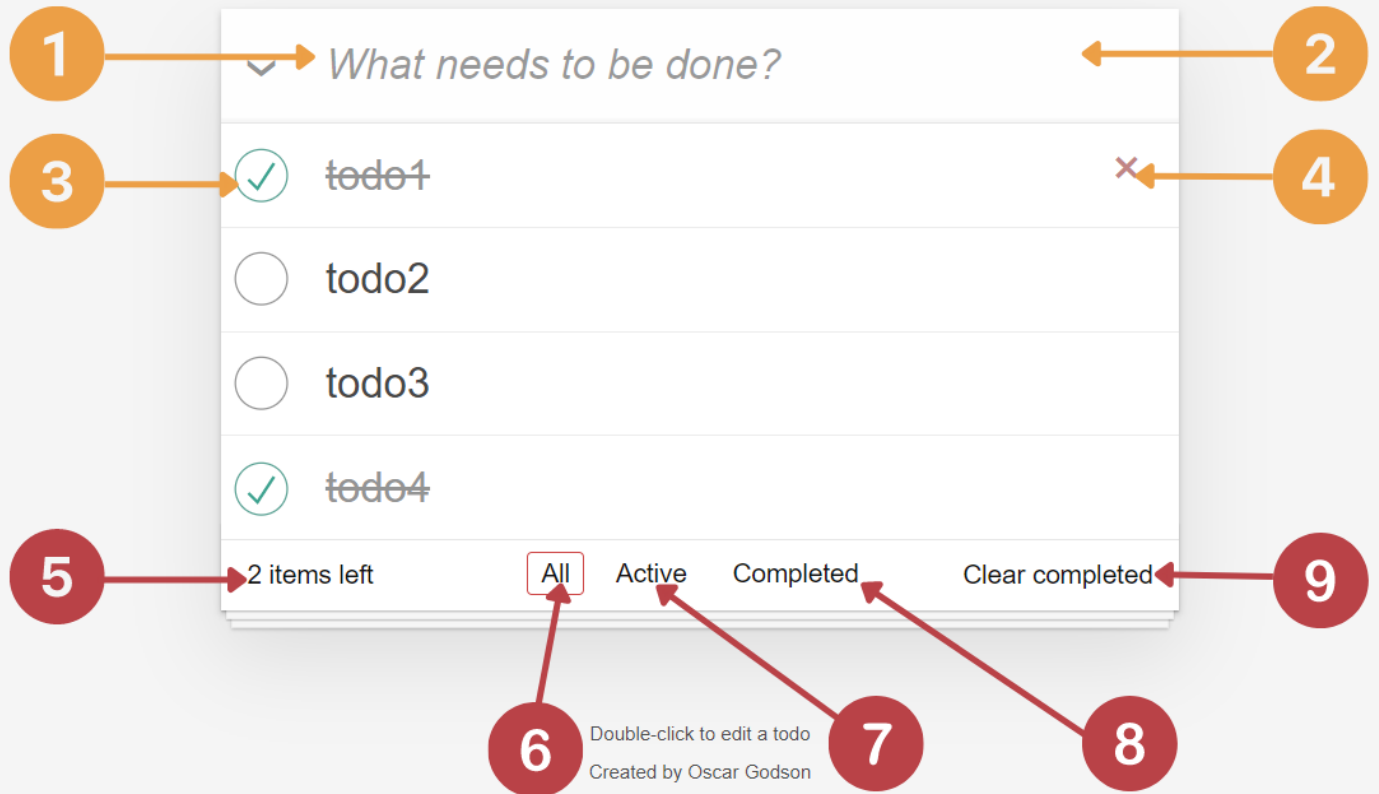 1
What needs to be done?
2
3
todo1
4
todo2
todo3
todo4
5
2 items left
All
Active
Completed
Clear completed
9
6
Double-click to edit a todo
Created by Oscar Godson
7
8